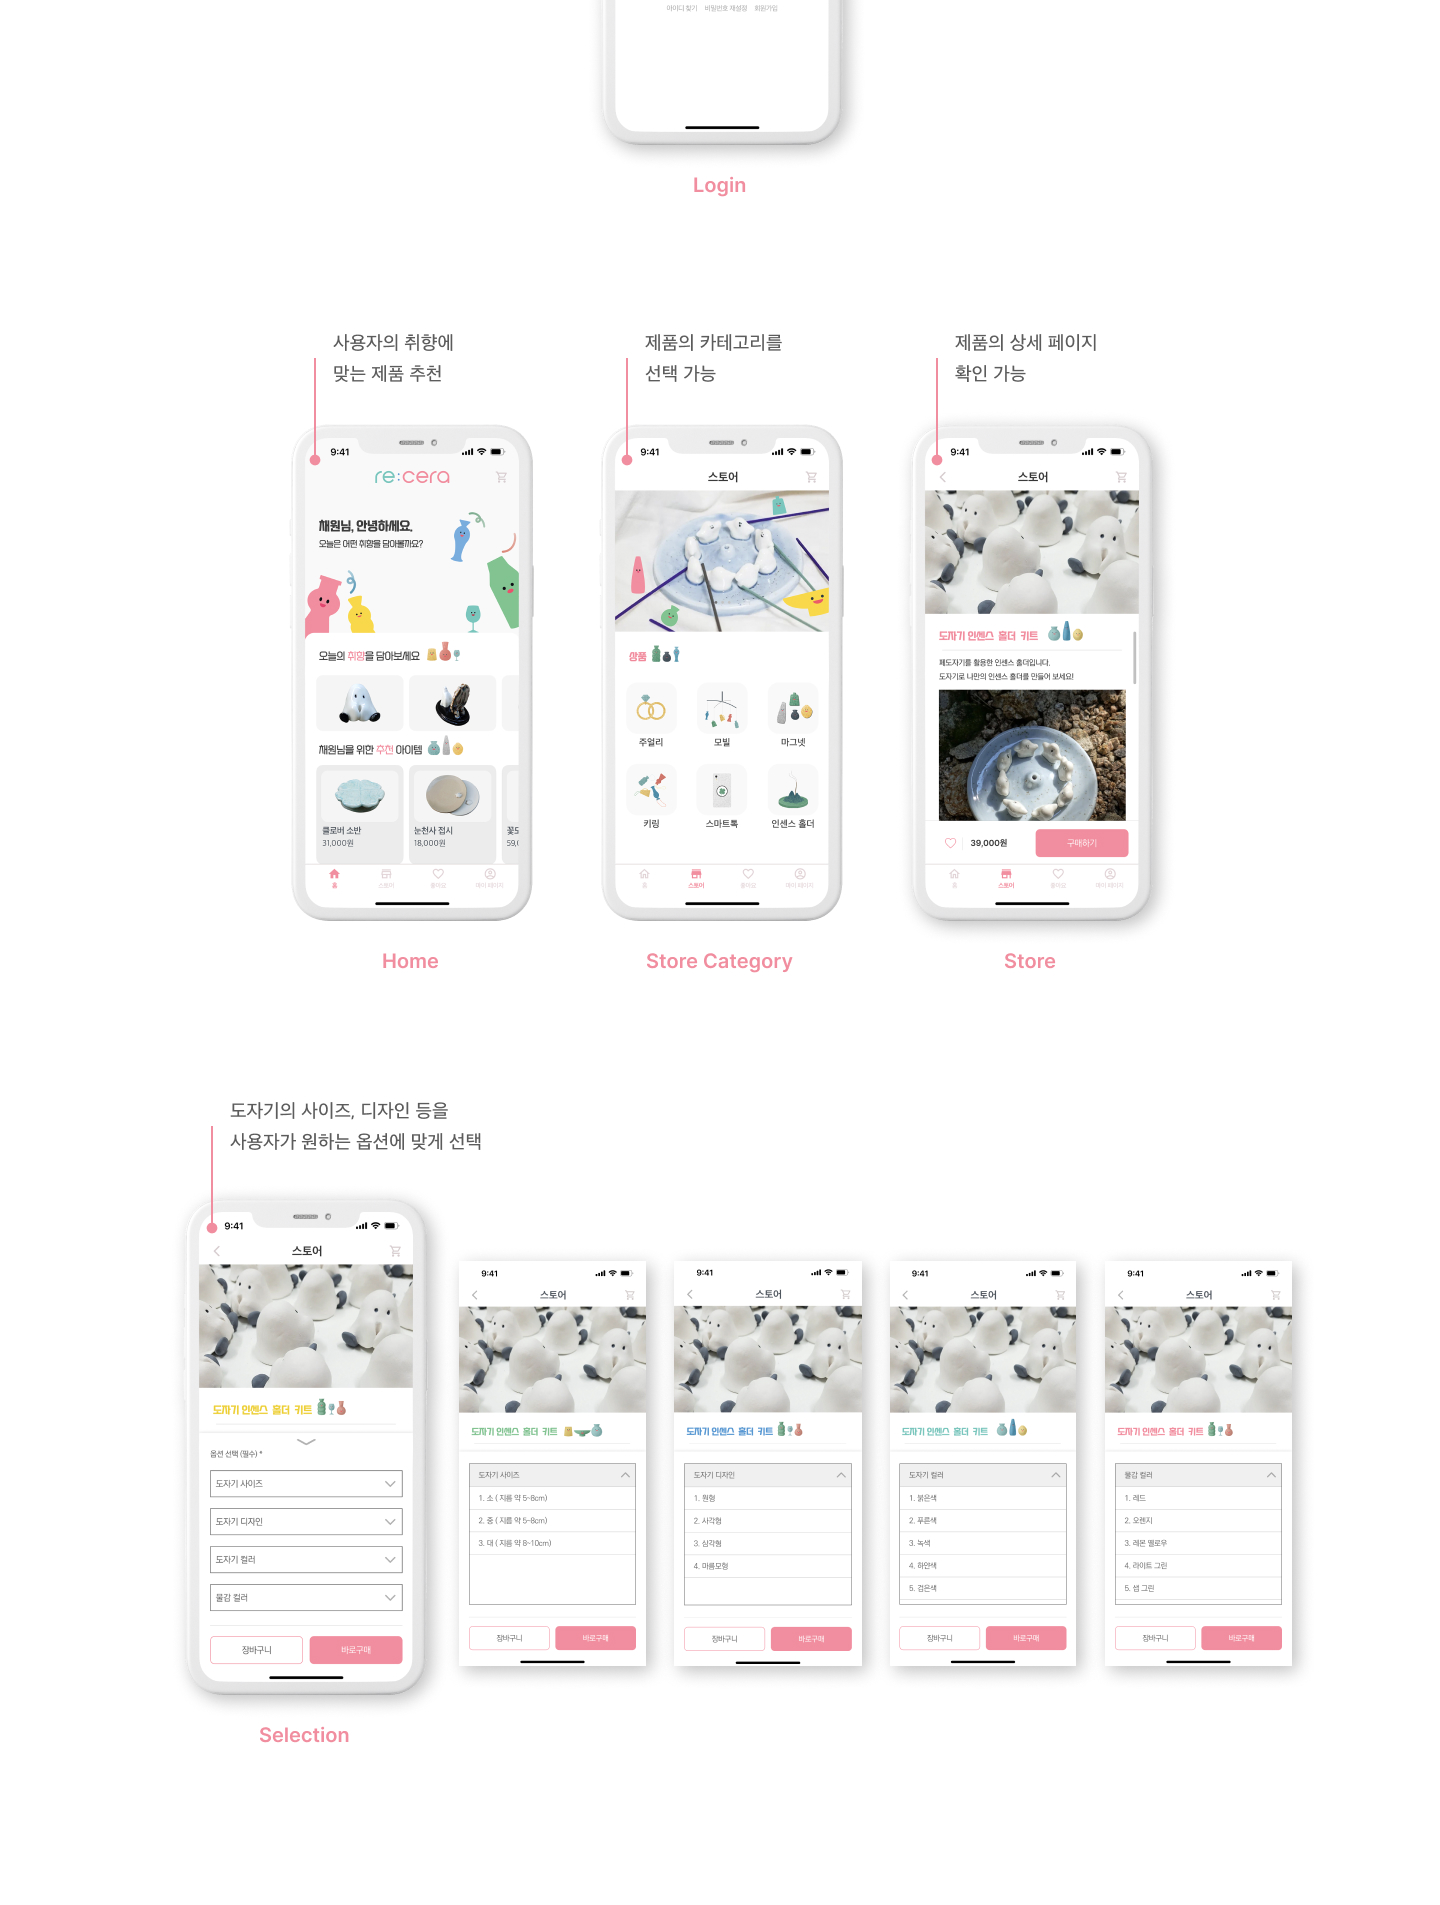 아이디 찾기 비밀번호 재설정 회원가입
Login
사용자의 취향에
맞는 제품 추천
제품의 카테고리를
선택 가능
제품의 상세 페이지
확인 가능
9:41
re:cera
채원님, 안녕하세요.
오늘은 어떤 취향을 담아볼까요?
오늘의 취향을 담아보세요
채원님을 위한 추천 아이템
클로버 소반
31,000원
눈천사 접시
18,000원
홈
스토어
좋아요
마이 페이지
Home
9:41
스토어
상품
주얼리
모빌
마그넷
키링
스마트톡
인센스 홀더
홈
스토어
좋아요
마이 페이지
Store Category
9:41
스토어
도자기 인센스 홀더 키트
폐도자기를 활용한 인센스 홀더입니다.
도자기로 나만의 인센스 홀더를 만들어 보세요!
39,000원
구매하기
홈
스토어
좋아요
마이 페이지
Store
도자기의 사이즈, 디자인 등을
사용자가 원하는 옵션에 맞게 선택
9:41
스토어
도자기 인센스 홀더 키트
옵션 선택 (필수) *
도자기 사이즈
도자기 디자인
도자기 컬러
물감 컬러
장바구니
바로구매
Selection
9:41
스토어
도자기 인센스 홀더 키트
도자기 사이즈
1. 소 ( 지름 약 5~8cm)
2. 중 ( 지름 약 5~8cm)
3. 대 ( 지름 약 8~10cm)
장바구니
바로구매
9:41
스토어
도자기 인센스 홀더 키트
도자기 디자인
1. 원형
2. 사각형
3. 삼각형
4. 마름모형
장바구니
바로구매
9:41
스토어
도자기 인센스 홀더 키트
도자기 컬러
1. 붉은색
2. 푸른색
3. 녹색
4. 하얀색
5. 검은색
장바구니
바로구매
9:41
스토어
도자기 인센스 홀더 키트
물감 컬러
1. 레드
2. 오렌지
3. 레몬 옐로우
4. 라이트 그린
5. 샙 그린
장바구니
바로구매